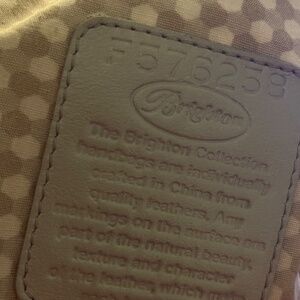 F576258
Brighton
The Brighton Collection
handbags are individually
crafted in China from
quality leathers. Any
markings on the surface are
part of the natural beauty,
texture and character
of the leather, which